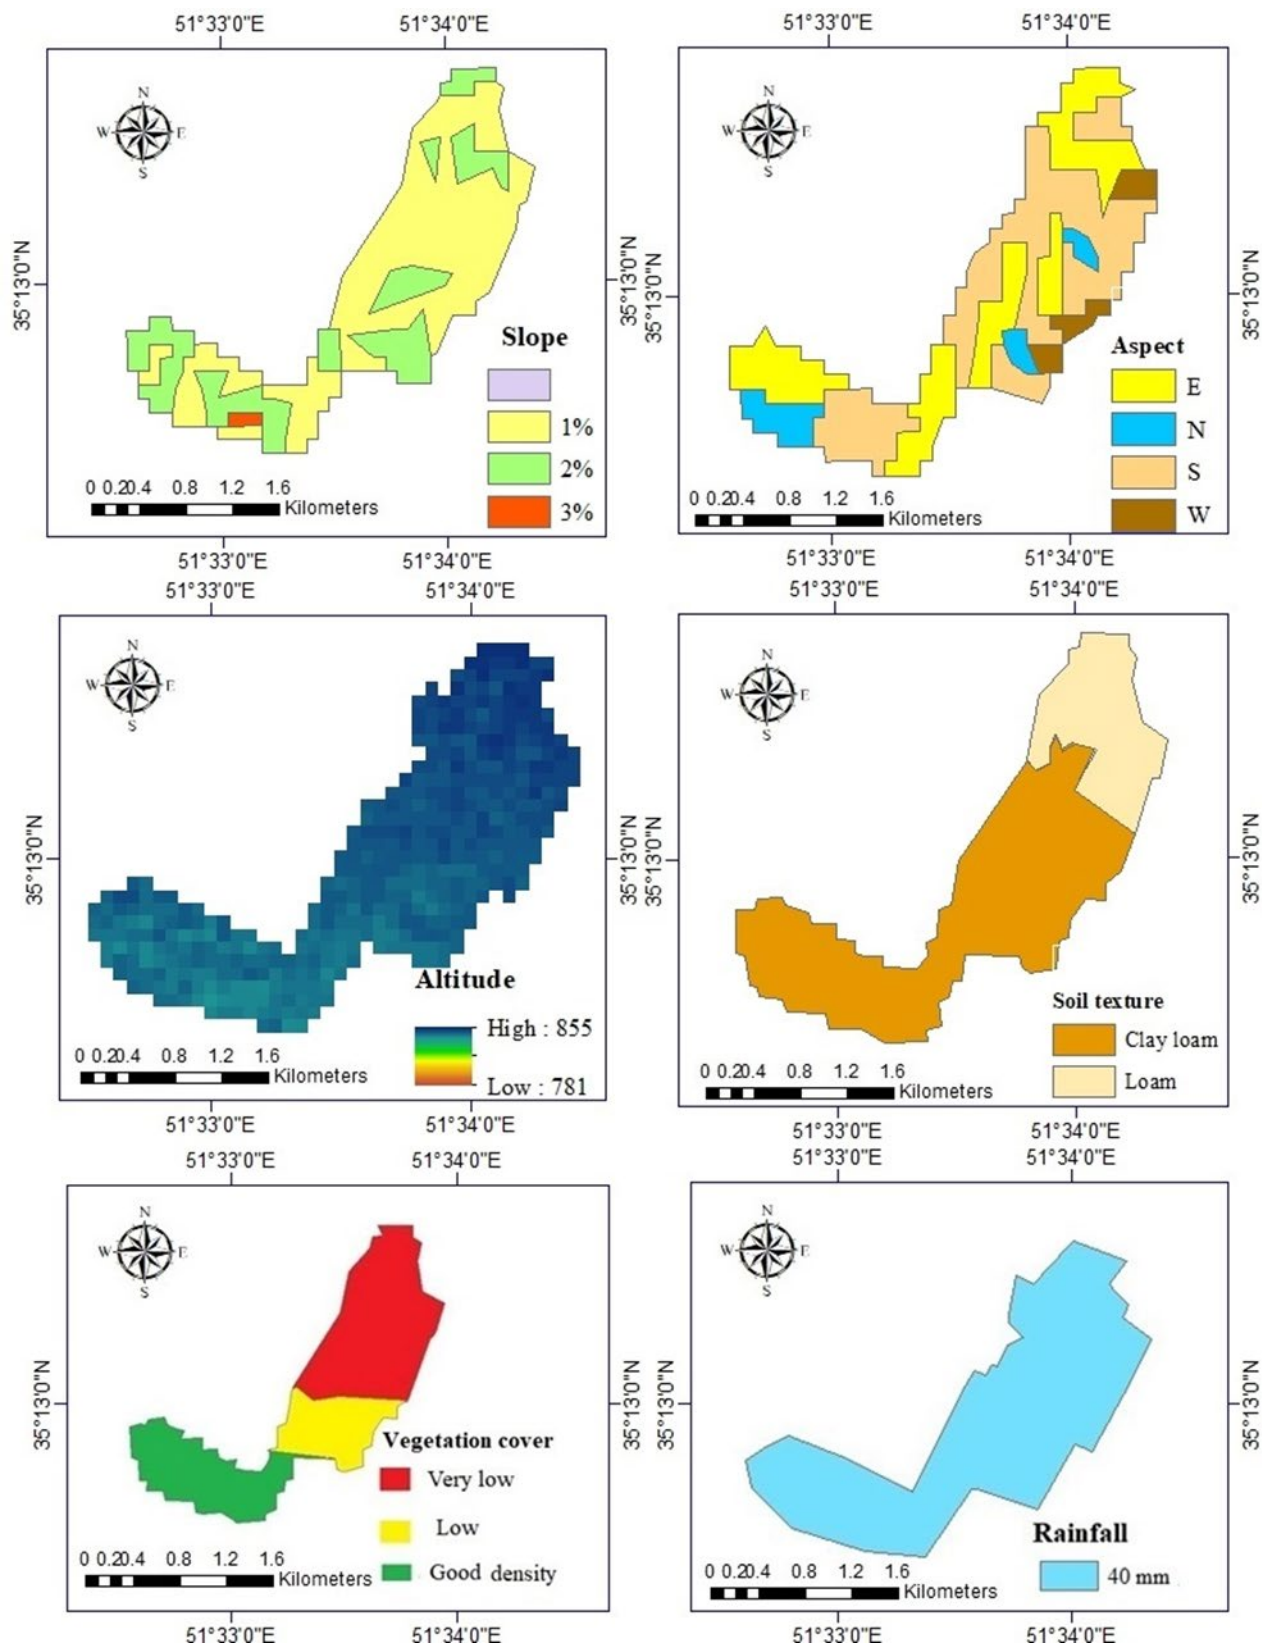 51°33'0"E 51°34'0"E
N
W E
S
35°13'0"N
35°13'0"N
Slope
1%
2%
3%
0 0.20.4 0.8 1.2 1.6
Kilometers
51°33'0"E 51°34'0"E
51°33'0"E 51°34'0"E
N
W E
S
35°13'0"N
35°13'0"N
Aspect
E
N
S
W
0 0.20.4 0.8 1.2 1.6
Kilometers
51°33'0"E 51°34'0"E
51°33'0"E 51°34'0"E
N
W E
S
35°13'0"N
35°13'0"N
Altitude
High : 855
Low : 781
0 0.20.4 0.8 1.2 1.6
Kilometers
51°33'0"E 51°34'0"E
51°33'0"E 51°34'0"E
N
W E
S
35°13'0"N
35°13'0"N
Soil texture
Clay loam
Loam
0 0.20.4 0.8 1.2 1.6
Kilometers
51°33'0"E 51°34'0"E
51°33'0"E 51°34'0"E
N
W E
S
35°13'0"N
35°13'0"N
Vegetation cover
Very low
Low
Good density
0 0.20.4 0.8 1.2 1.6
Kilometers
51°33'0"E 51°34'0"E
51°33'0"E 51°34'0"E
N
W E
S
35°13'0"N
35°13'0"N
Rainfall
40 mm
0 0.20.4 0.8 1.2 1.6
Kilometers
51°33'0"E 51°34'0"E